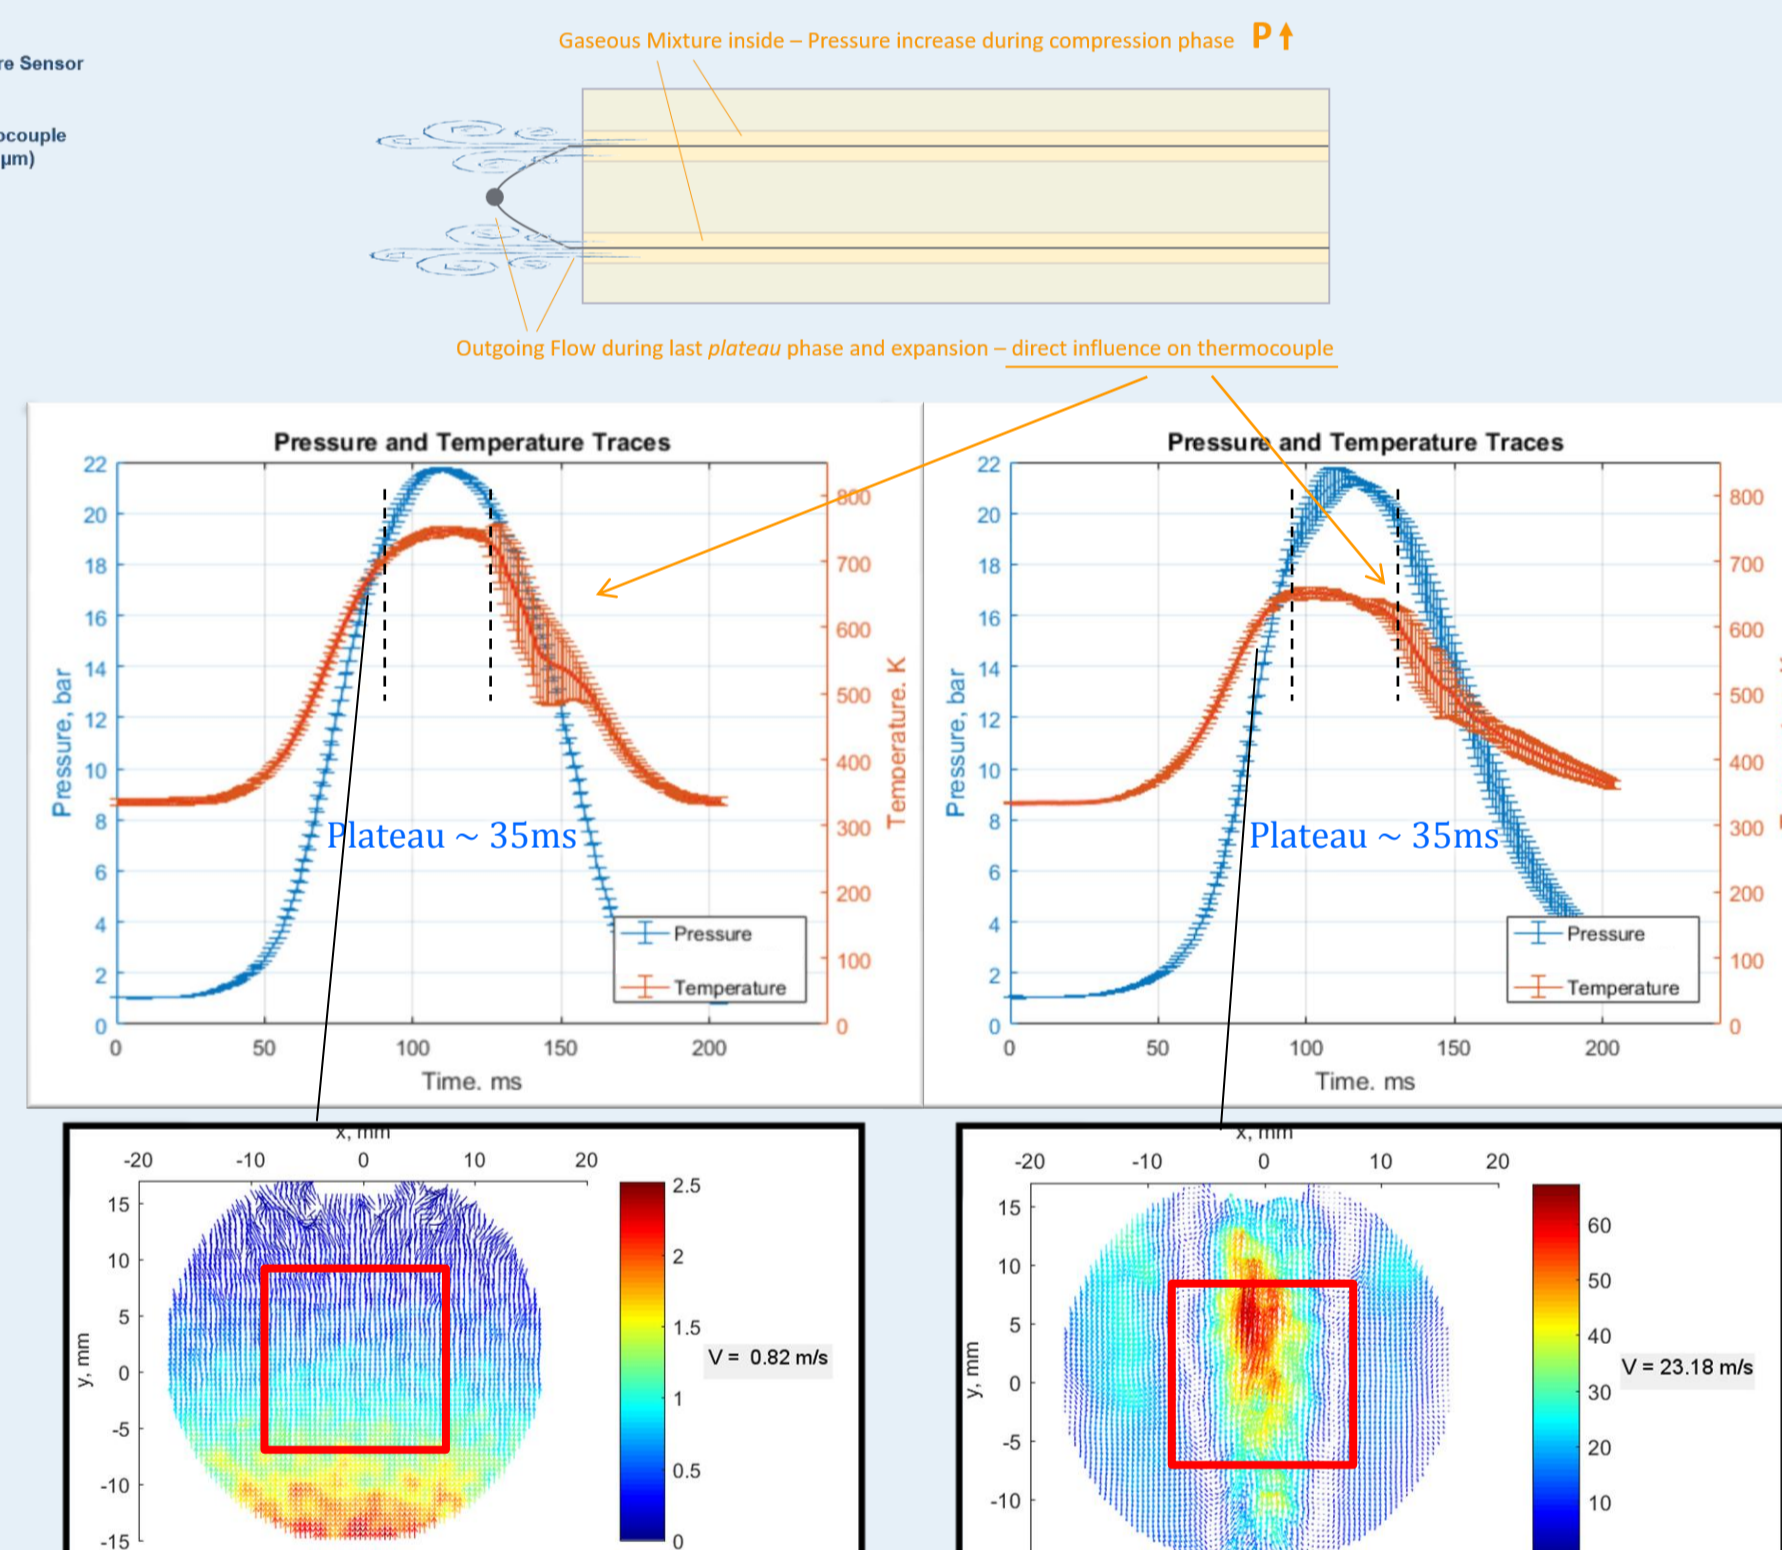 Gaseous Mixture inside – Pressure increase during compression phase P
re Sensor
ocouple
µm)
Outgoing Flow during last plateau phase and expansion – direct influence on thermocouple
Pressure and Temperature Traces
22
20
18
16
14
12
10
8
6
4
2
0
Pressure, bar
800
700
600
500
400
300
200
100
0
Temperature, K
Plateau ~ 35ms
Pressure
Temperature
0 50 100 150 200
Time, ms
Pressure and Temperature Traces
22
20
18
16
14
12
10
8
6
4
2
0
Pressure, bar
800
700
600
500
400
300
200
100
0
Plateau ~ 35ms
Pressure
Temperature
0 50 100 150 200
Time, ms
x, mm
-20 -10 0 10 20
15
10
5
0
-5
-10
-15
y, mm
2.5
2
1.5
1
0.5
0
V = 0.82 m/s
x, mm
-20 -10 0 10 20
15
10
5
0
-5
-10
y, mm
60
50
40
30
20
10
V = 23.18 m/s